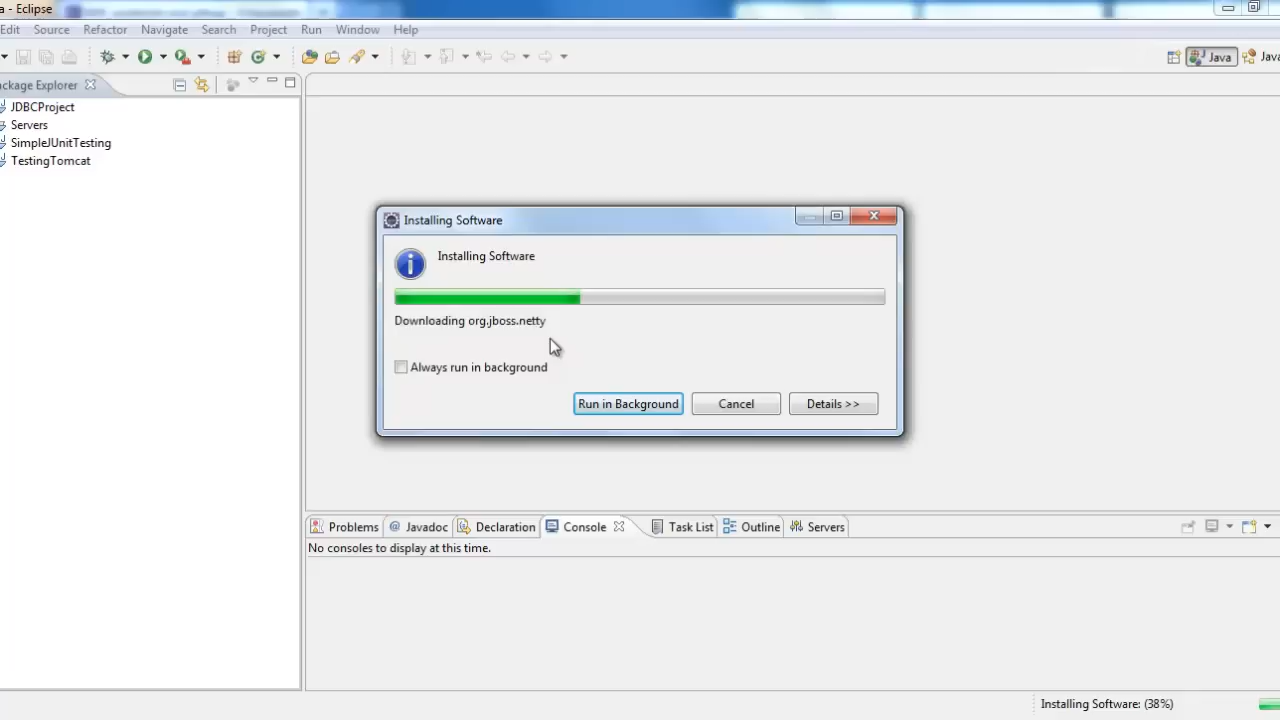 a - Eclipse
Edit Source Refactor Navigate Search Project Run Window Help
Java Java
Package Explorer
JDBCProject
Servers
SimpleJUnitTesting
TestingTomcat
Installing Software
Installing Software
Downloading org.jboss.netty
Always run in background
Run in Background Cancel Details >>
Problems @ Javadoc Declaration Console Task List Outline Servers
No consoles to display at this time.
Installing Software: (38%)